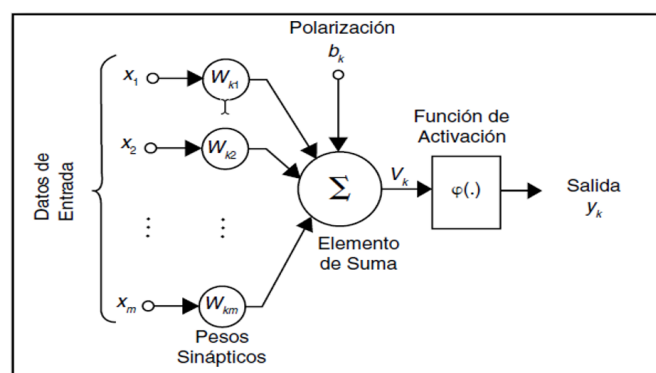 Polarización
b_k
x_1
W_k1
Función de
Activación
x_2
W_k2
Datos de
Entrada
Σ
V_k
φ(.)
Salida
y_k
⋮
⋮
Elemento
de Suma
x_m
W_km
Pesos
Sinápticos